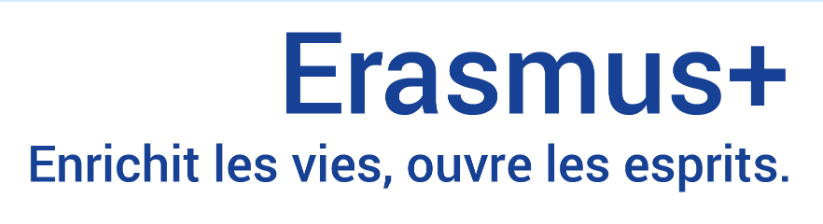 Erasmus+
Enrichit les vies, ouvre les esprits.